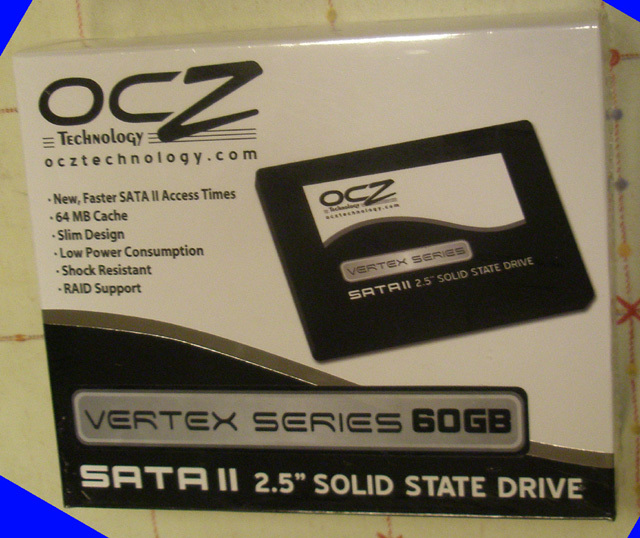 OCZ
Technology
ocztechnology.com
· New, Faster SATA II Access Times
· 64 MB Cache
· Slim Design
· Low Power Consumption
· Shock Resistant
· RAID Support
OCZ
Technology
ocztechnology.com
VERTEX SERIES
SATA II 2.5" SOLID STATE DRIVE
VERTEX SERIES 60GB
SATA II 2.5" SOLID STATE DRIVE